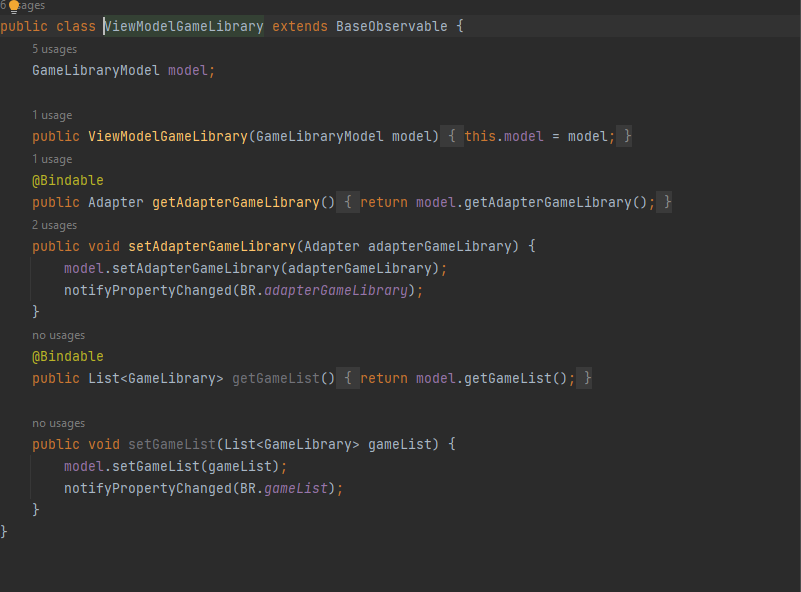 6 usages
public class ViewModelGameLibrary extends BaseObservable {
5 usages
GameLibraryModel model;
1 usage
public ViewModelGameLibrary(GameLibraryModel model) { this.model = model; }
1 usage
@Bindable
public Adapter getAdapterGameLibrary() { return model.getAdapterGameLibrary(); }
2 usages
public void setAdapterGameLibrary(Adapter adapterGameLibrary) {
model.setAdapterGameLibrary(adapterGameLibrary);
notifyPropertyChanged(BR.adapterGameLibrary);
}
no usages
@Bindable
public List<GameLibrary> getGameList() { return model.getGameList(); }
no usages
public void setGameList(List<GameLibrary> gameList) {
model.setGameList(gameList);
notifyPropertyChanged(BR.gameList);
}
}